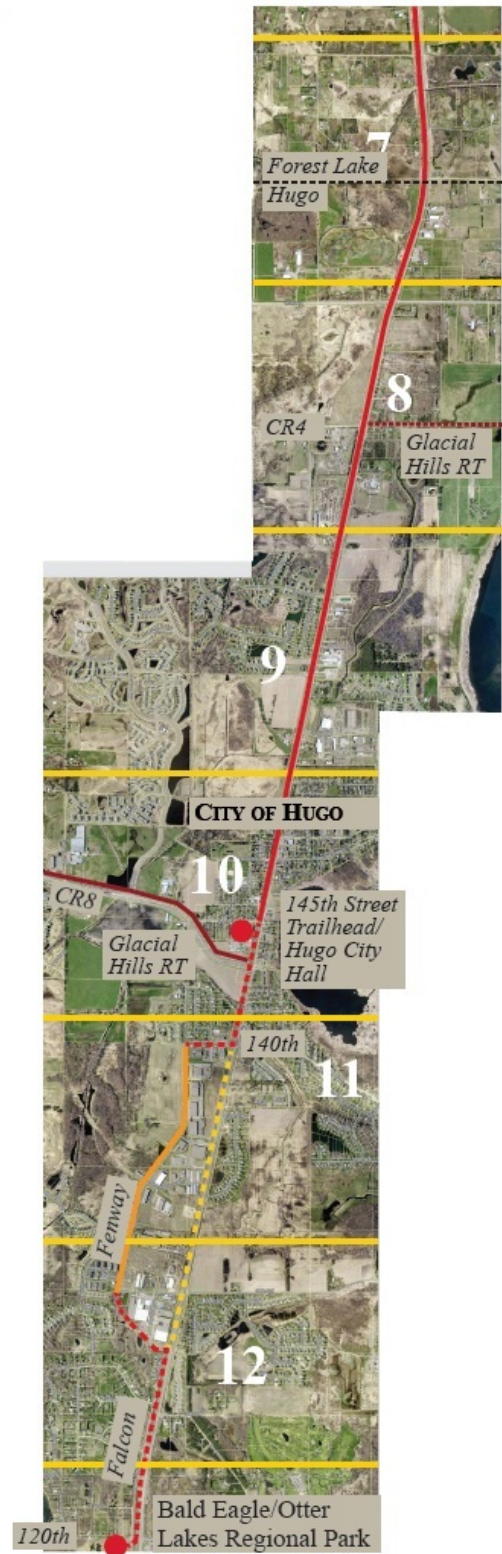 7
Forest Lake
Hugo
8
CR4
Glacial
Hills RT
9
CITY OF HUGO
10
CR8
145th Street
Trailhead/
Hugo City
Hall
Glacial
Hills RT
140th
11
Fenway
12
Falcon
Bald Eagle/Otter
Lakes Regional Park
120th